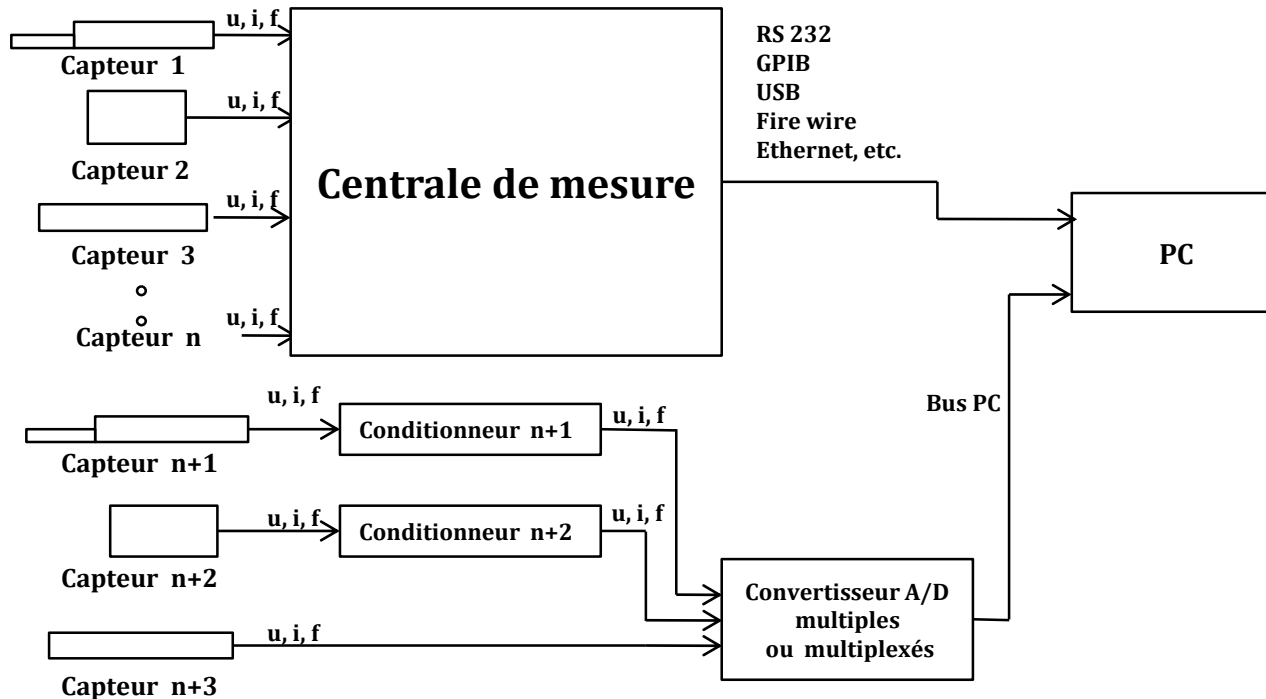 u, i, f
Capteur 1
u, i, f
Capteur 2
u, i, f
Capteur 3
u, i, f
Capteur n
Centrale de mesure
RS 232
GPIB
USB
Fire wire
Ethernet, etc.
PC
Bus PC
u, i, f
Capteur n+1
Conditionneur n+1
u, i, f
u, i, f
Capteur n+2
Conditionneur n+2
u, i, f
u, i, f
Capteur n+3
Convertisseur A/D
multiples
ou multiplexés